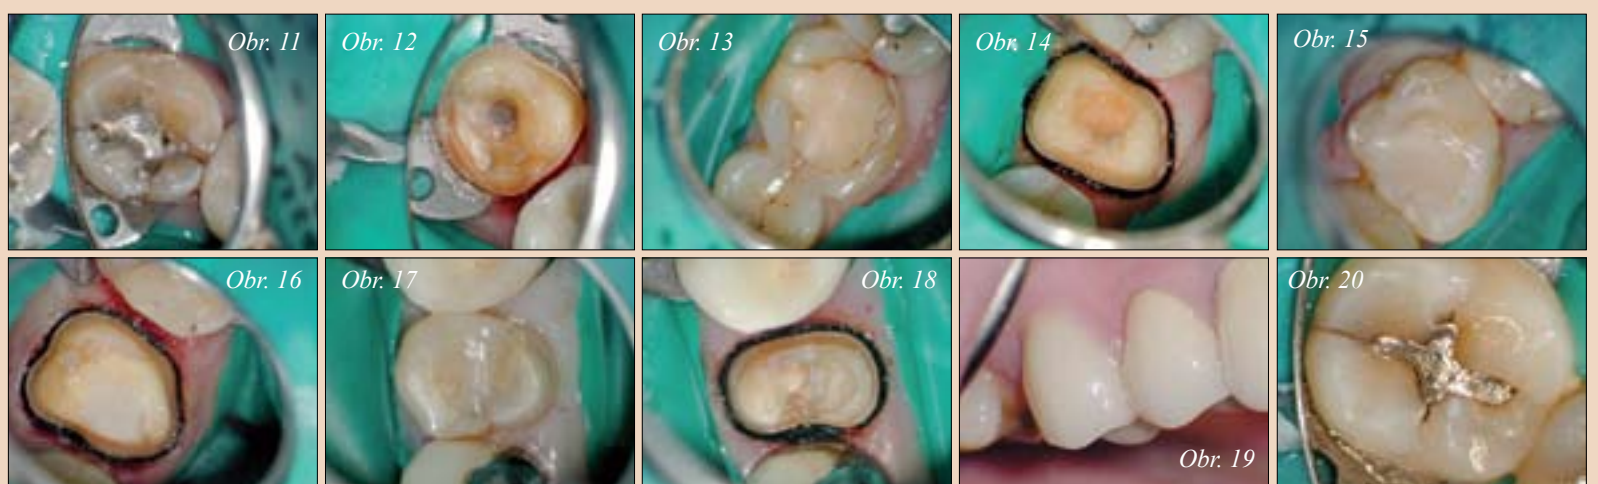 Obr. 11
Obr. 12
Obr. 13
Obr. 14
Obr. 15
Obr. 16
Obr. 17
Obr. 18
Obr. 19
Obr. 20